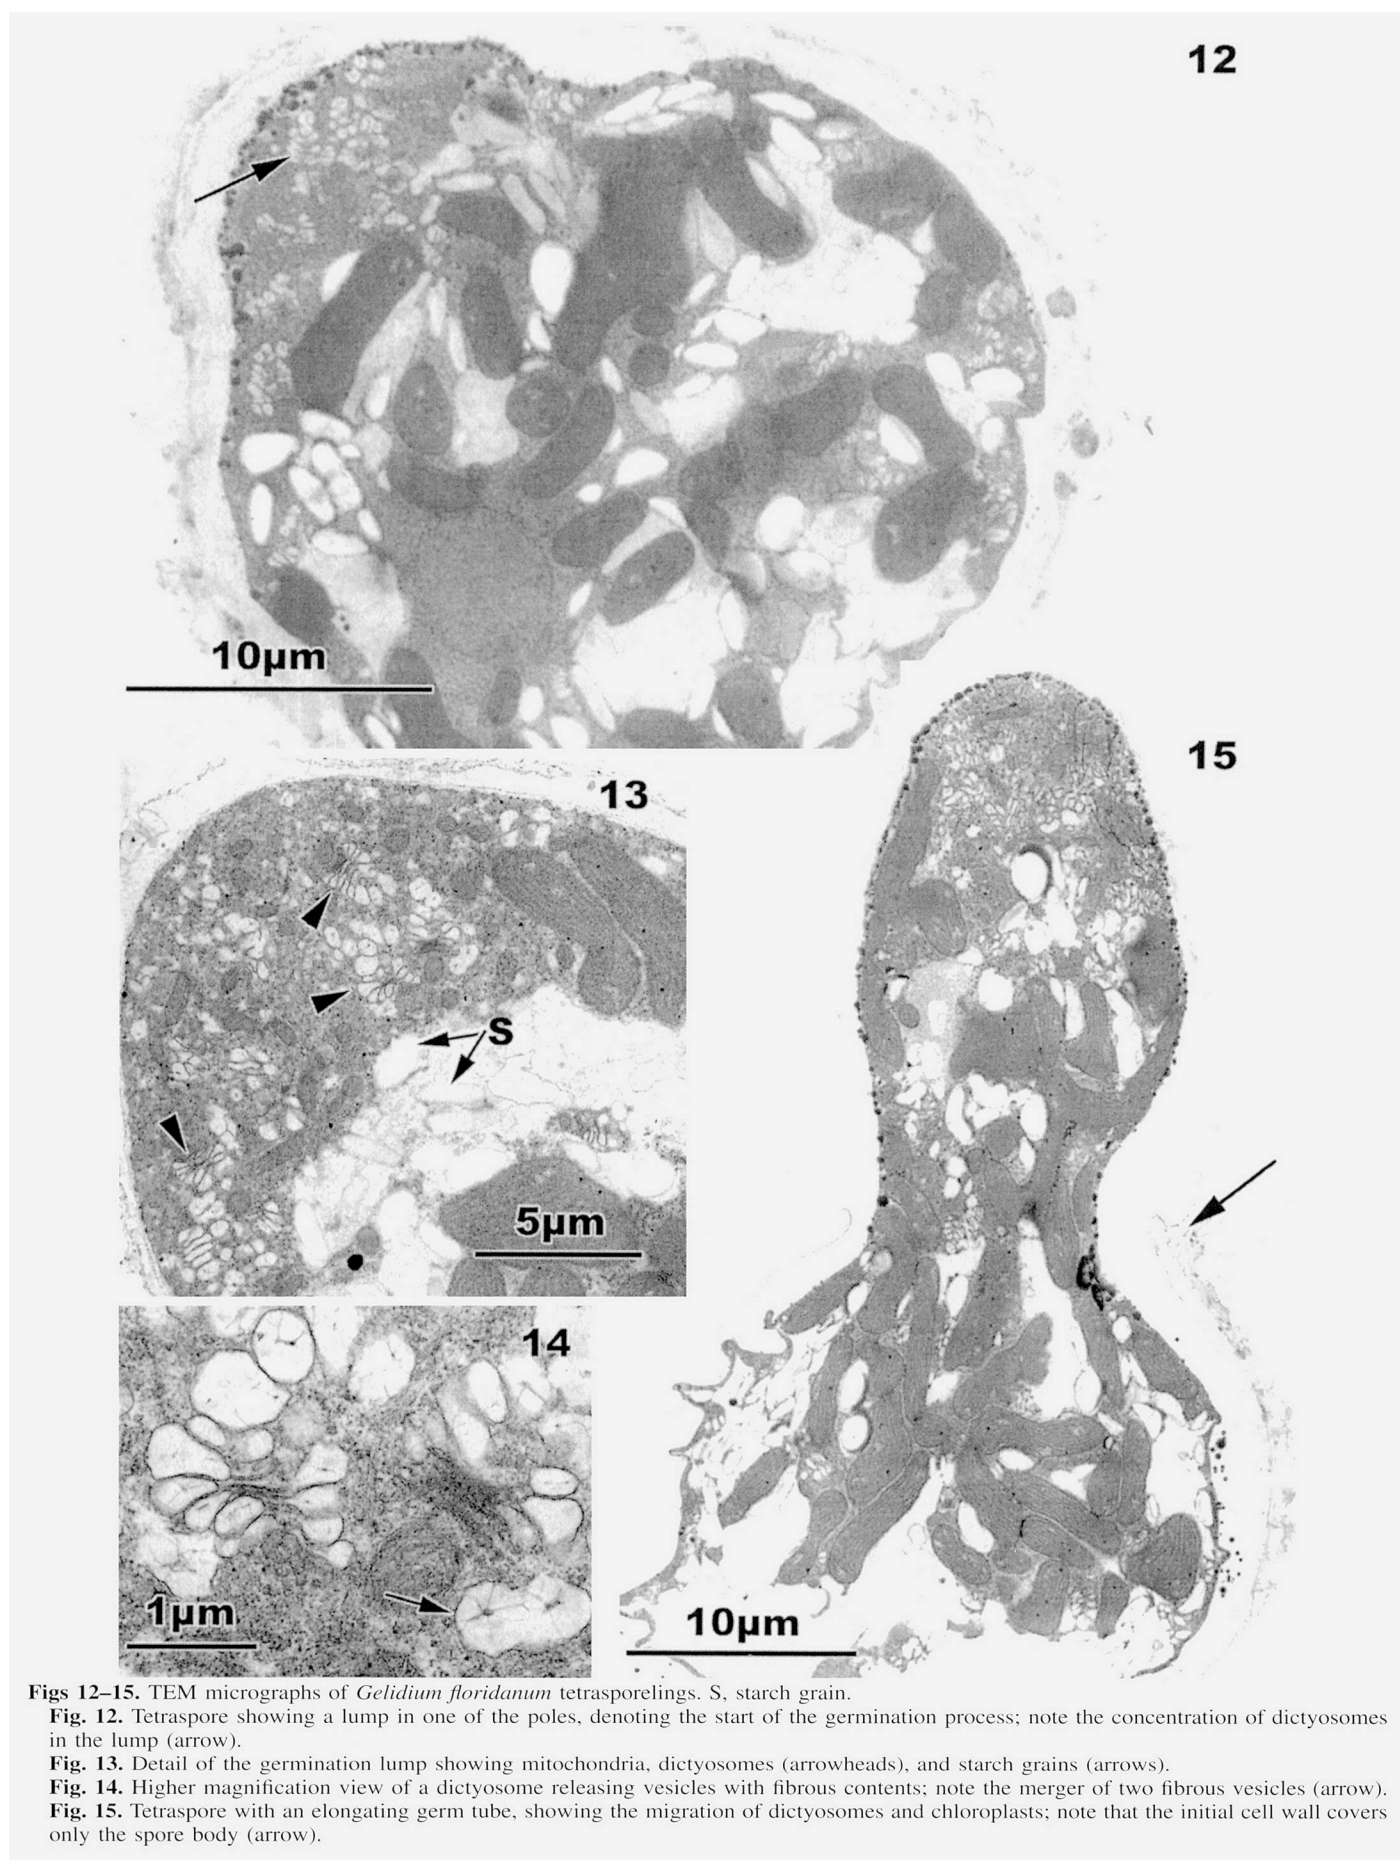 12
10µm
15
13
S
5µm
14
1µm
10µm
Figs 12–15. TEM micrographs of Gelidium floridanum tetrasporelings. S, starch grain.
Fig. 12. Tetraspore showing a lump in one of the poles, denoting the start of the germination process; note the concentration of dictyosomes
in the lump (arrow).
Fig. 13. Detail of the germination lump showing mitochondria, dictyosomes (arrowheads), and starch grains (arrows).
Fig. 14. Higher magnification view of a dictyosome releasing vesicles with fibrous contents; note the merger of two fibrous vesicles (arrow).
Fig. 15. Tetraspore with an elongating germ tube, showing the migration of dictyosomes and chloroplasts; note that the initial cell wall covers
only the spore body (arrow).